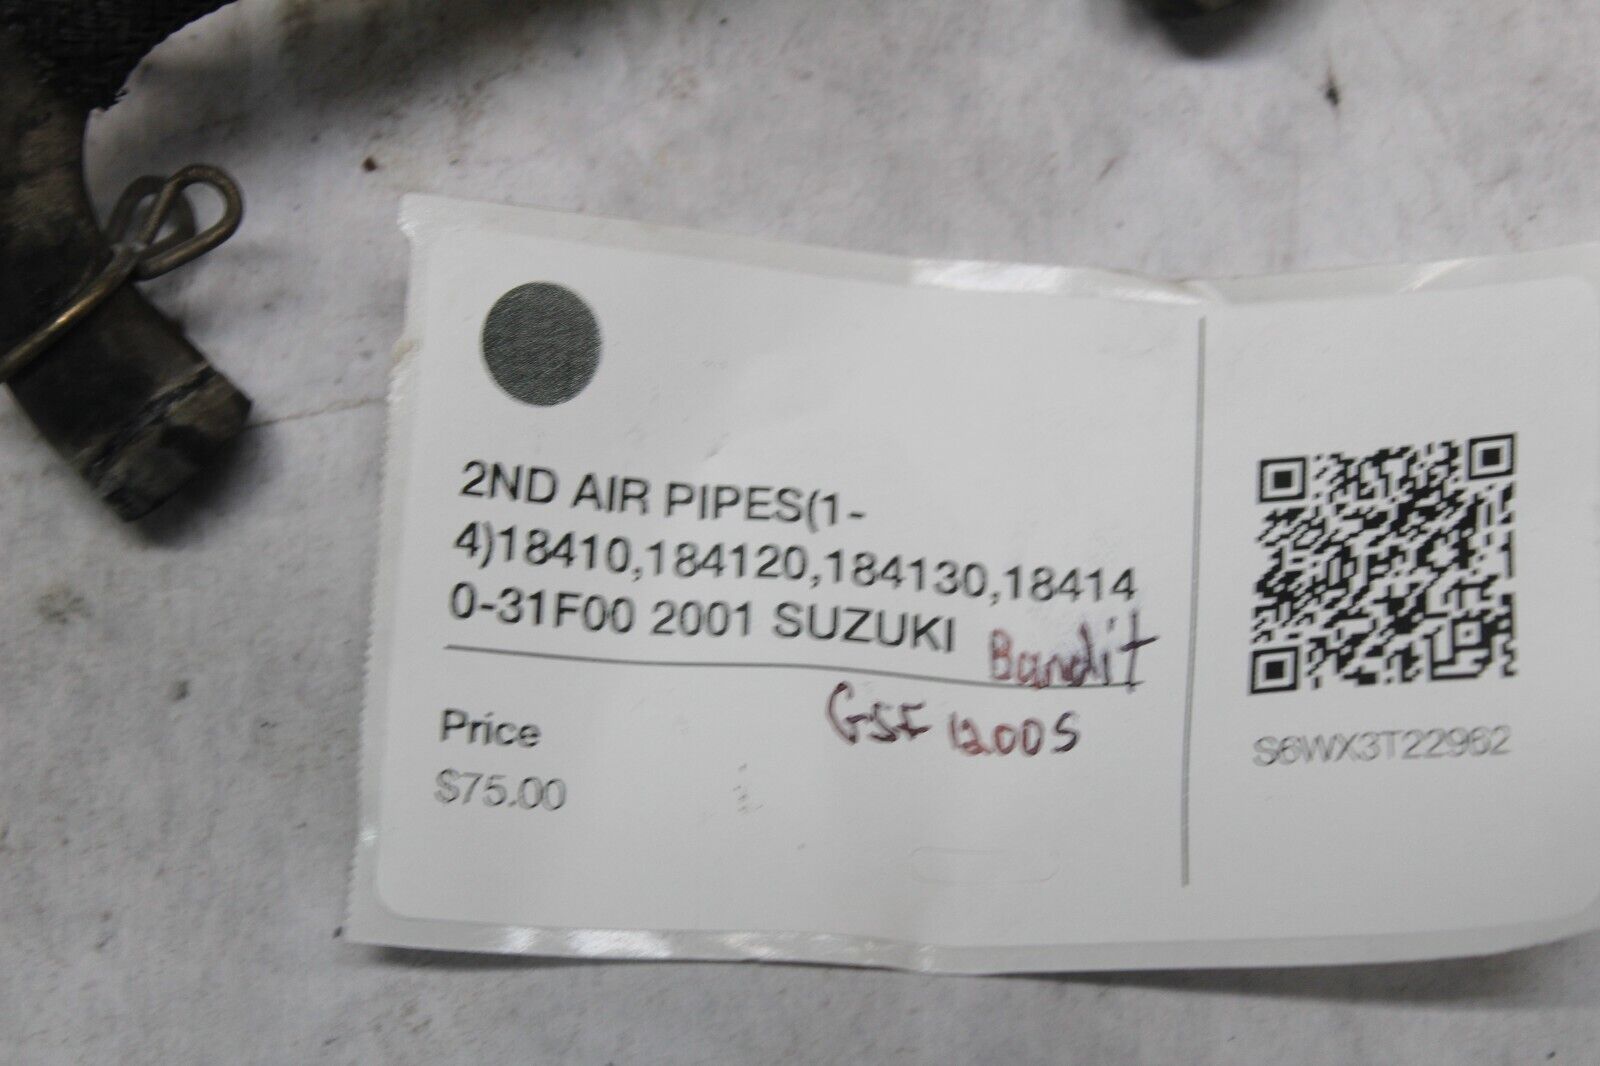 2ND AIR PIPES(1-
4)18410,184120,184130,18414
0-31F00 2001 SUZUKI Bandit
GSF 1200S
Price
$75.00
S6WX3T22962